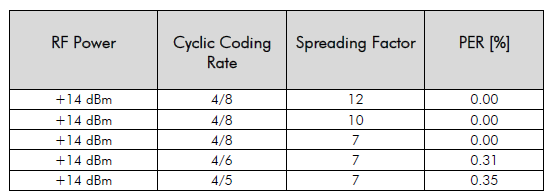 RF Power Cyclic Coding Rate Spreading Factor PER [%]
+14 dBm 4/8 12 0.00
+14 dBm 4/8 10 0.00
+14 dBm 4/8 7 0.00
+14 dBm 4/6 7 0.31
+14 dBm 4/5 7 0.35